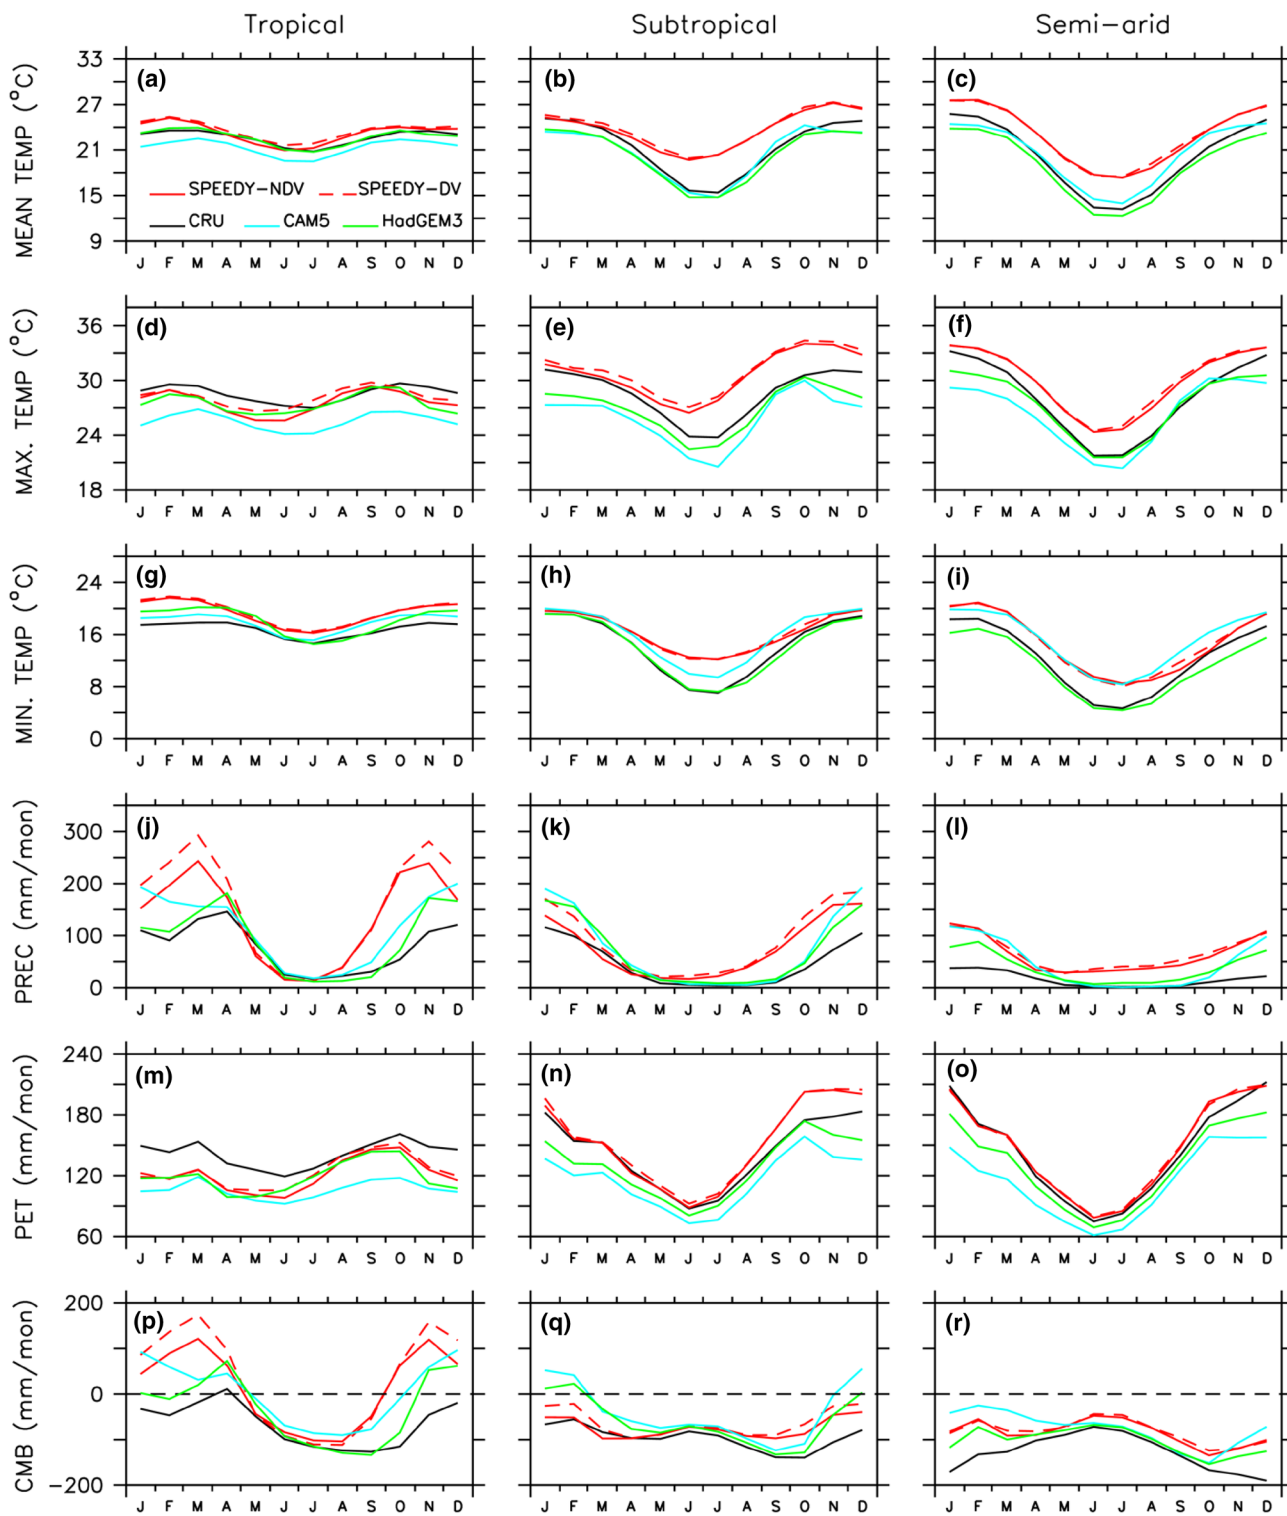 Tropical Subtropical Semi-arid
MEAN TEMP (°C)
33
27
21
15
9
(a) (b) (c)
SPEEDY-NDV SPEEDY-DV
CRU CAM5 HadGEM3
J F M A M J J A S O N D J F M A M J J A S O N D J F M A M J J A S O N D
MAX. TEMP (°C)
36
30
24
18
(d) (e) (f)
J F M A M J J A S O N D J F M A M J J A S O N D J F M A M J J A S O N D
MIN. TEMP (°C)
24
16
8
0
(g) (h) (i)
J F M A M J J A S O N D J F M A M J J A S O N D J F M A M J J A S O N D
PREC (mm/mon)
300
200
100
0
(j) (k) (l)
J F M A M J J A S O N D J F M A M J J A S O N D J F M A M J J A S O N D
PET (mm/mon)
240
180
120
60
(m) (n) (o)
J F M A M J J A S O N D J F M A M J J A S O N D J F M A M J J A S O N D
CMB (mm/mon)
200
0
-200
(p) (q) (r)
J F M A M J J A S O N D J F M A M J J A S O N D J F M A M J J A S O N D